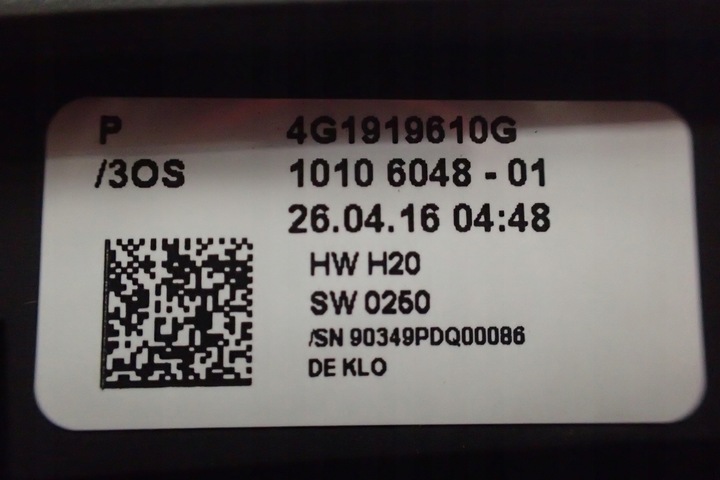 P 4G1919610G
/3OS 1010 6048 - 01
26.04.16 04:48
HW H20
SW 0250
/SN 90349PDQ00086
DE KLO